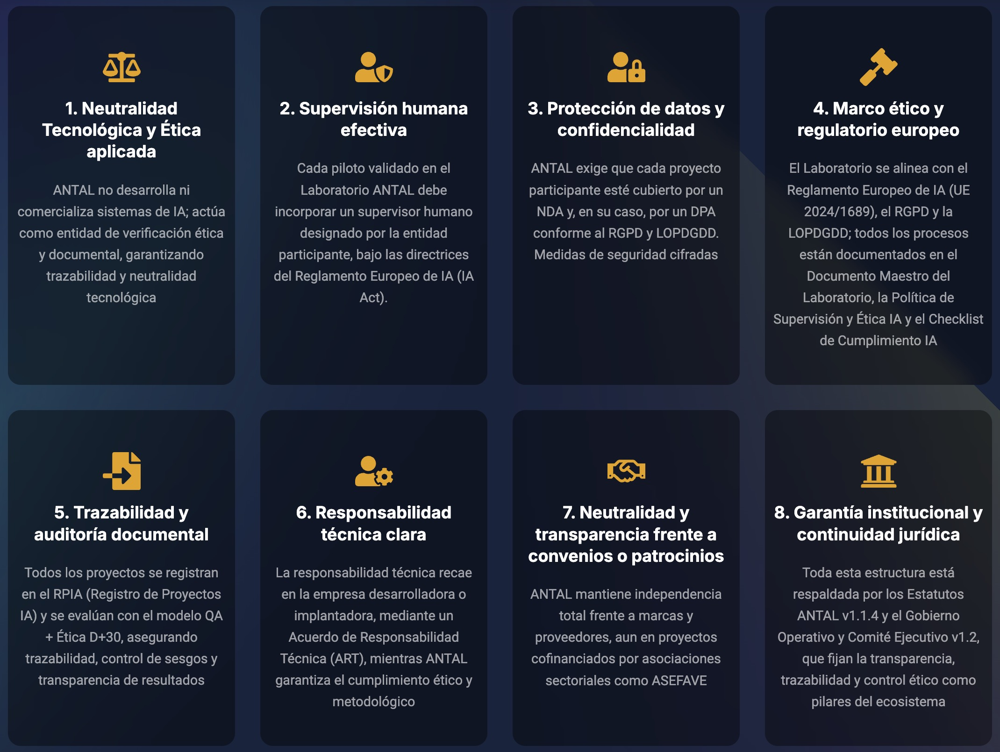 1. Neutralidad
Tecnológica y Ética
aplicada
ANTAL no desarrolla ni
comercializa sistemas de IA; actúa
como entidad de verificación ética
y documental, garantizando
trazabilidad y neutralidad
tecnológica
2. Supervisión humana
efectiva
Cada piloto validado en el
Laboratorio ANTAL debe
incorporar un supervisor humano
designado por la entidad
participante, bajo las directrices
del Reglamento Europeo de IA (IA
Act).
3. Protección de datos y
confidencialidad
ANTAL exige que cada proyecto
participante esté cubierto por un
NDA y, en su caso, por un DPA
conforme al RGPD y LOPDGDD.
Medidas de seguridad cifradas
4. Marco ético y
regulatorio europeo
El Laboratorio se alinea con el
Reglamento Europeo de IA (UE
2024/1689), el RGPD y la
LOPDGDD; todos los procesos
están documentados en el
Documento Maestro del
Laboratorio, la Política de
Supervisión y Ética IA y el Checklist
de Cumplimiento IA
5. Trazabilidad y
auditoría documental
Todos los proyectos se registran
en el RPIA (Registro de Proyectos
IA) y se evalúan con el modelo QA
+ Ética D+30, asegurando
trazabilidad, control de sesgos y
transparencia de resultados
6. Responsabilidad
técnica clara
La responsabilidad técnica recae
en la empresa desarrolladora o
implantadora, mediante un
Acuerdo de Responsabilidad
Técnica (ART), mientras ANTAL
garantiza el cumplimiento ético y
metodológico
7. Neutralidad y
transparencia frente a
convenios o patrocinios
ANTAL mantiene independencia
total frente a marcas y
proveedores, aun en proyectos
cofinanciados por asociaciones
sectoriales como ASEFAVE
8. Garantía institucional y
continuidad jurídica
Toda esta estructura está
respaldada por los Estatutos
ANTAL v1.1.4 y el Gobierno
Operativo y Comité Ejecutivo v1.2,
que fijan la transparencia,
trazabilidad y control ético como
pilares del ecosistema